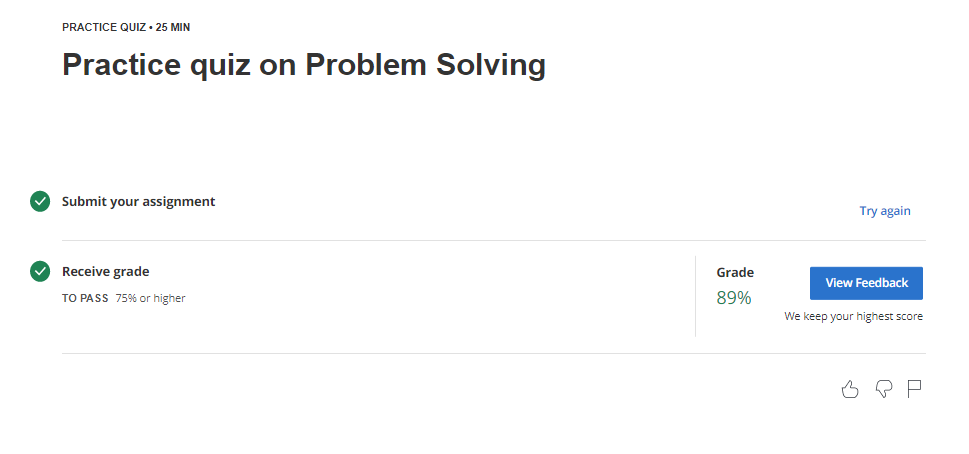 PRACTICE QUIZ • 25 MIN
Practice quiz on Problem Solving
Submit your assignment
Try again
Receive grade
TO PASS 75% or higher
Grade
89%
View Feedback
We keep your highest score